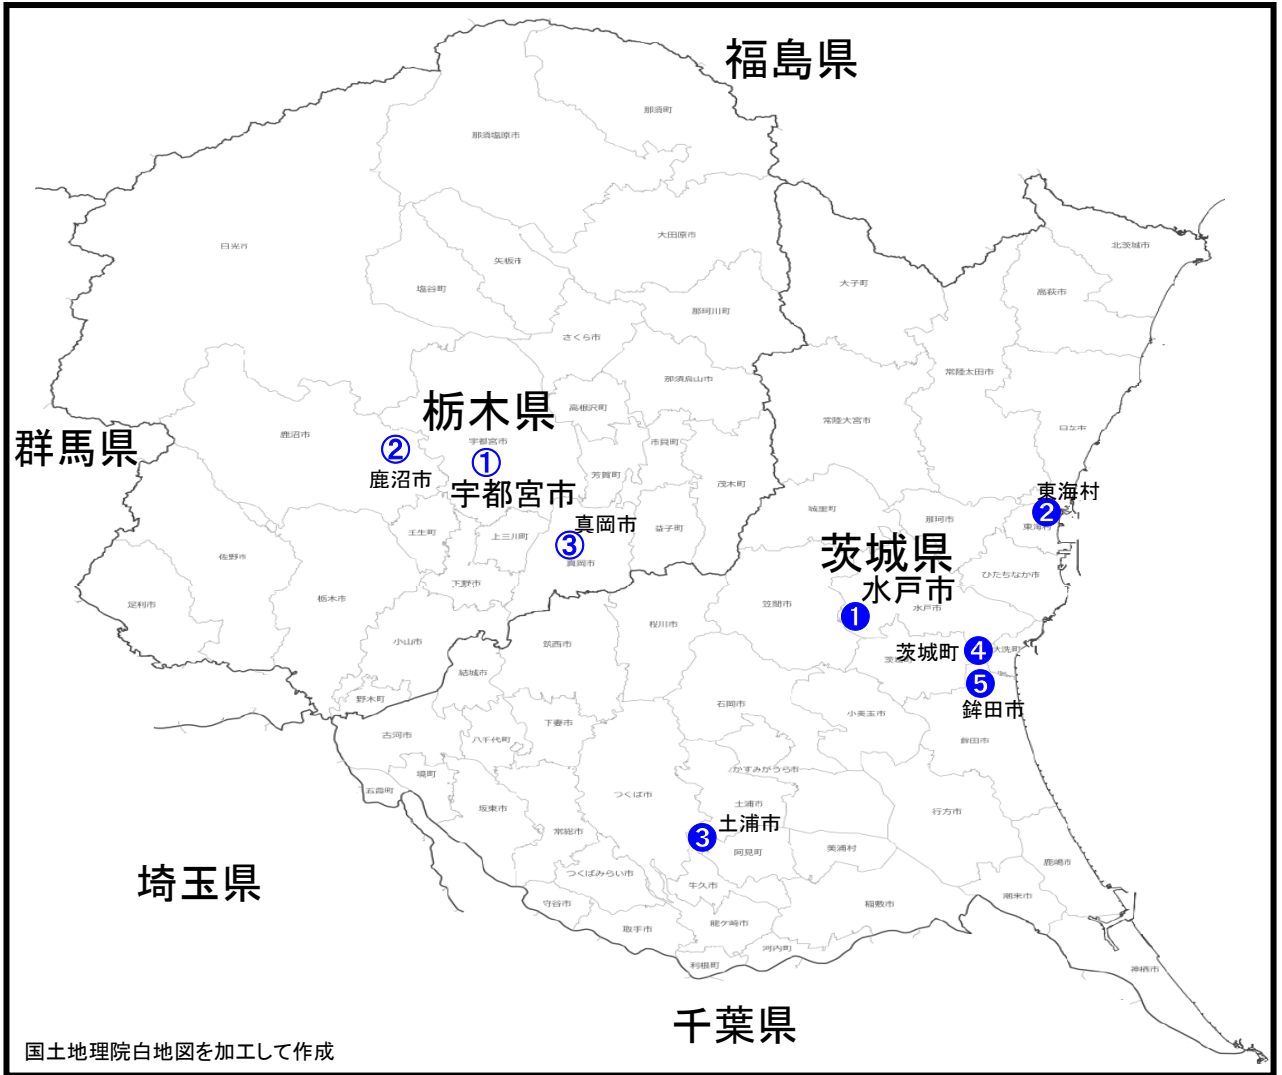 福島県
那須町
那須塩原市
大田原市
日光市
北茨城市
矢板市
大子町
塩谷町
高萩市
那珂川町
さくら市
常陸太田市
那須烏山市
栃木県
高根沢町
常陸大宮市
群馬県
鹿沼市
宇都宮市
市貝町
②
鹿沼市
①
宇都宮市
芳賀町
茂木町
東海村
②
東海村
城里町
那珂市
真岡市
③
真岡市
益子町
壬生町
上三川町
茨城県
水戸市
①
水戸市
ひたちなか市
佐野市
下野市
栃木市
足利市
笠間市
桜川市
小山市
筑西市
茨城町
④
大洗町
⑤
鉾田市
鉾田市
結城市
野木町
石岡市
小美玉市
下妻市
古河市
八千代町
かすみがうら市
境町
五霞町
つくば市
坂東市
土浦市
行方市
③
土浦市
常総市
阿見町
美浦村
鹿嶋市
埼玉県
つくばみらい市
牛久市
潮来市
守谷市
稲敷市
取手市
龍ケ崎市
河内町
利根町
神栖市
千葉県
国土地理院白地図を加工して作成